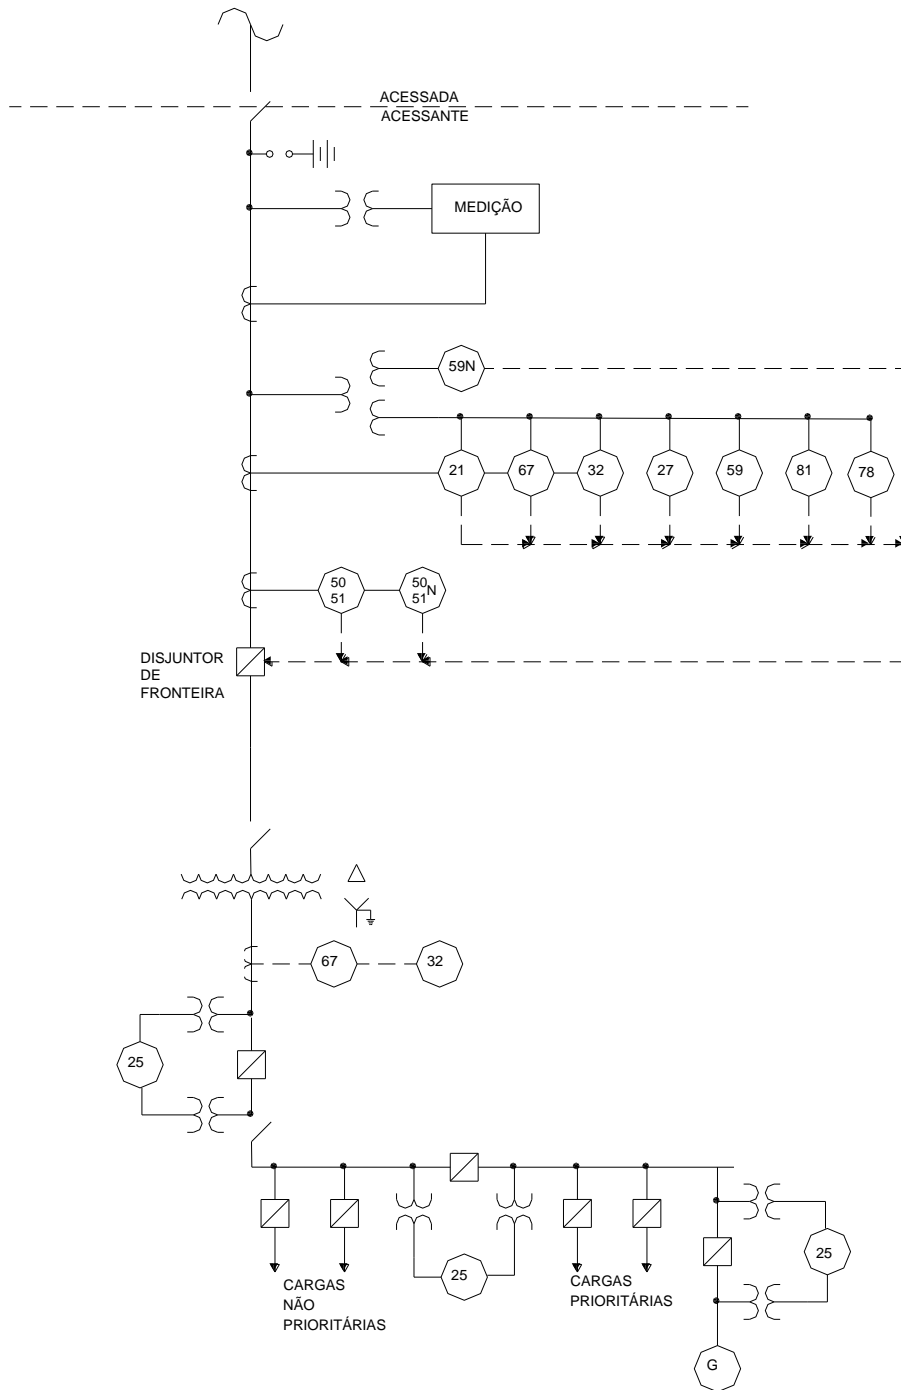 ACESSADA
ACESSANTE
MEDIÇÃO
59N
21
67
32
27
59
81
78
50
51
50
51
N
DISJUNTOR
DE
FRONTEIRA
67
32
25
25
25
CARGAS
NÃO
PRIORITÁRIAS
CARGAS
PRIORITÁRIAS
G